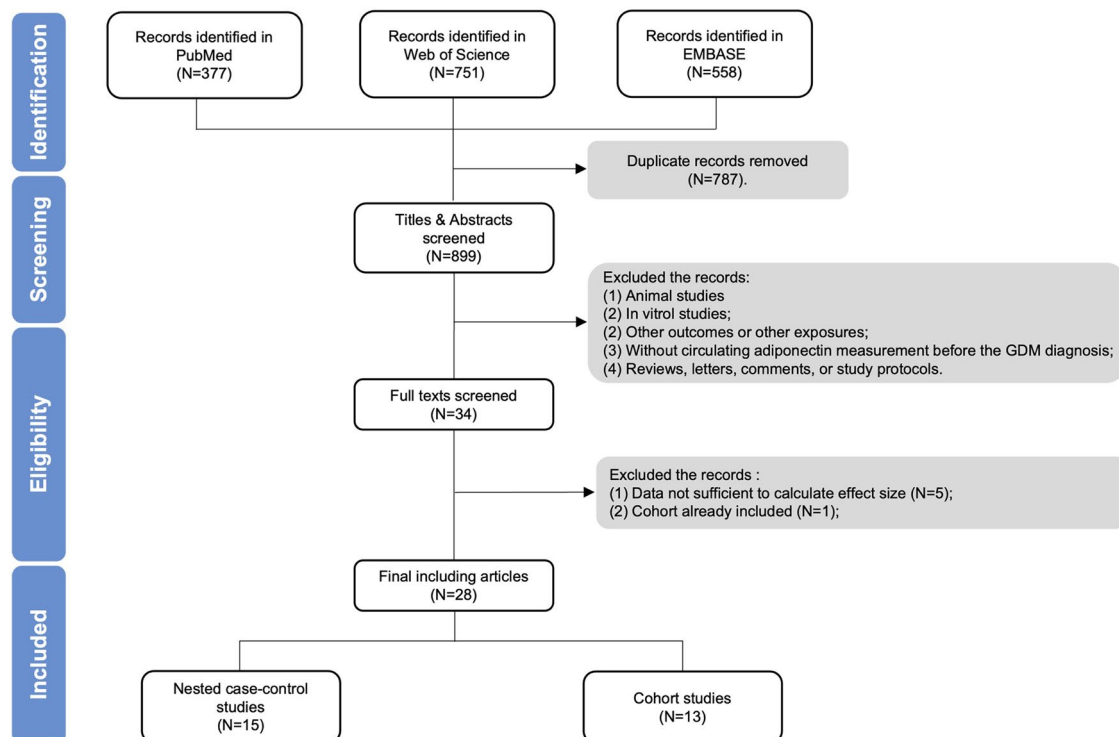 Identification
Records identified in
PubMed
(N=377)
Records identified in
Web of Science
(N=751)
Records identified in
EMBASE
(N=558)
Duplicate records removed
(N=787).
Screening
Titles & Abstracts
screened
(N=899)
Excluded the records:
(1) Animal studies
(2) In vitrol studies;
(2) Other outcomes or other exposures;
(3) Without circulating adiponectin measurement before the GDM diagnosis;
(4) Reviews, letters, comments, or study protocols.
Eligibility
Full texts screened
(N=34)
Excluded the records :
(1) Data not sufficient to calculate effect size (N=5);
(2) Cohort already included (N=1);
Included
Final including articles
(N=28)
Nested case-control
studies
(N=15)
Cohort studies
(N=13)